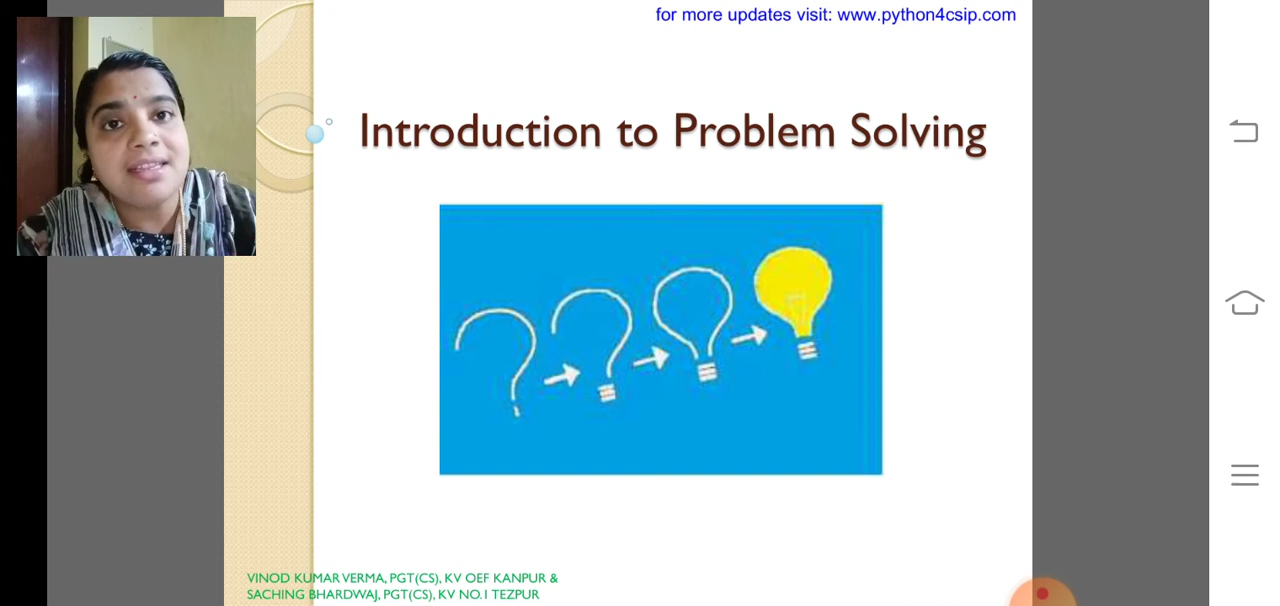 for more updates visit: www.python4csip.com
Introduction to Problem Solving
VINOD KUMAR VERMA, PGT(CS), KV OEF KANPUR &
SACHING BHARDWAJ, PGT(CS), KV NO.1 TEZPUR